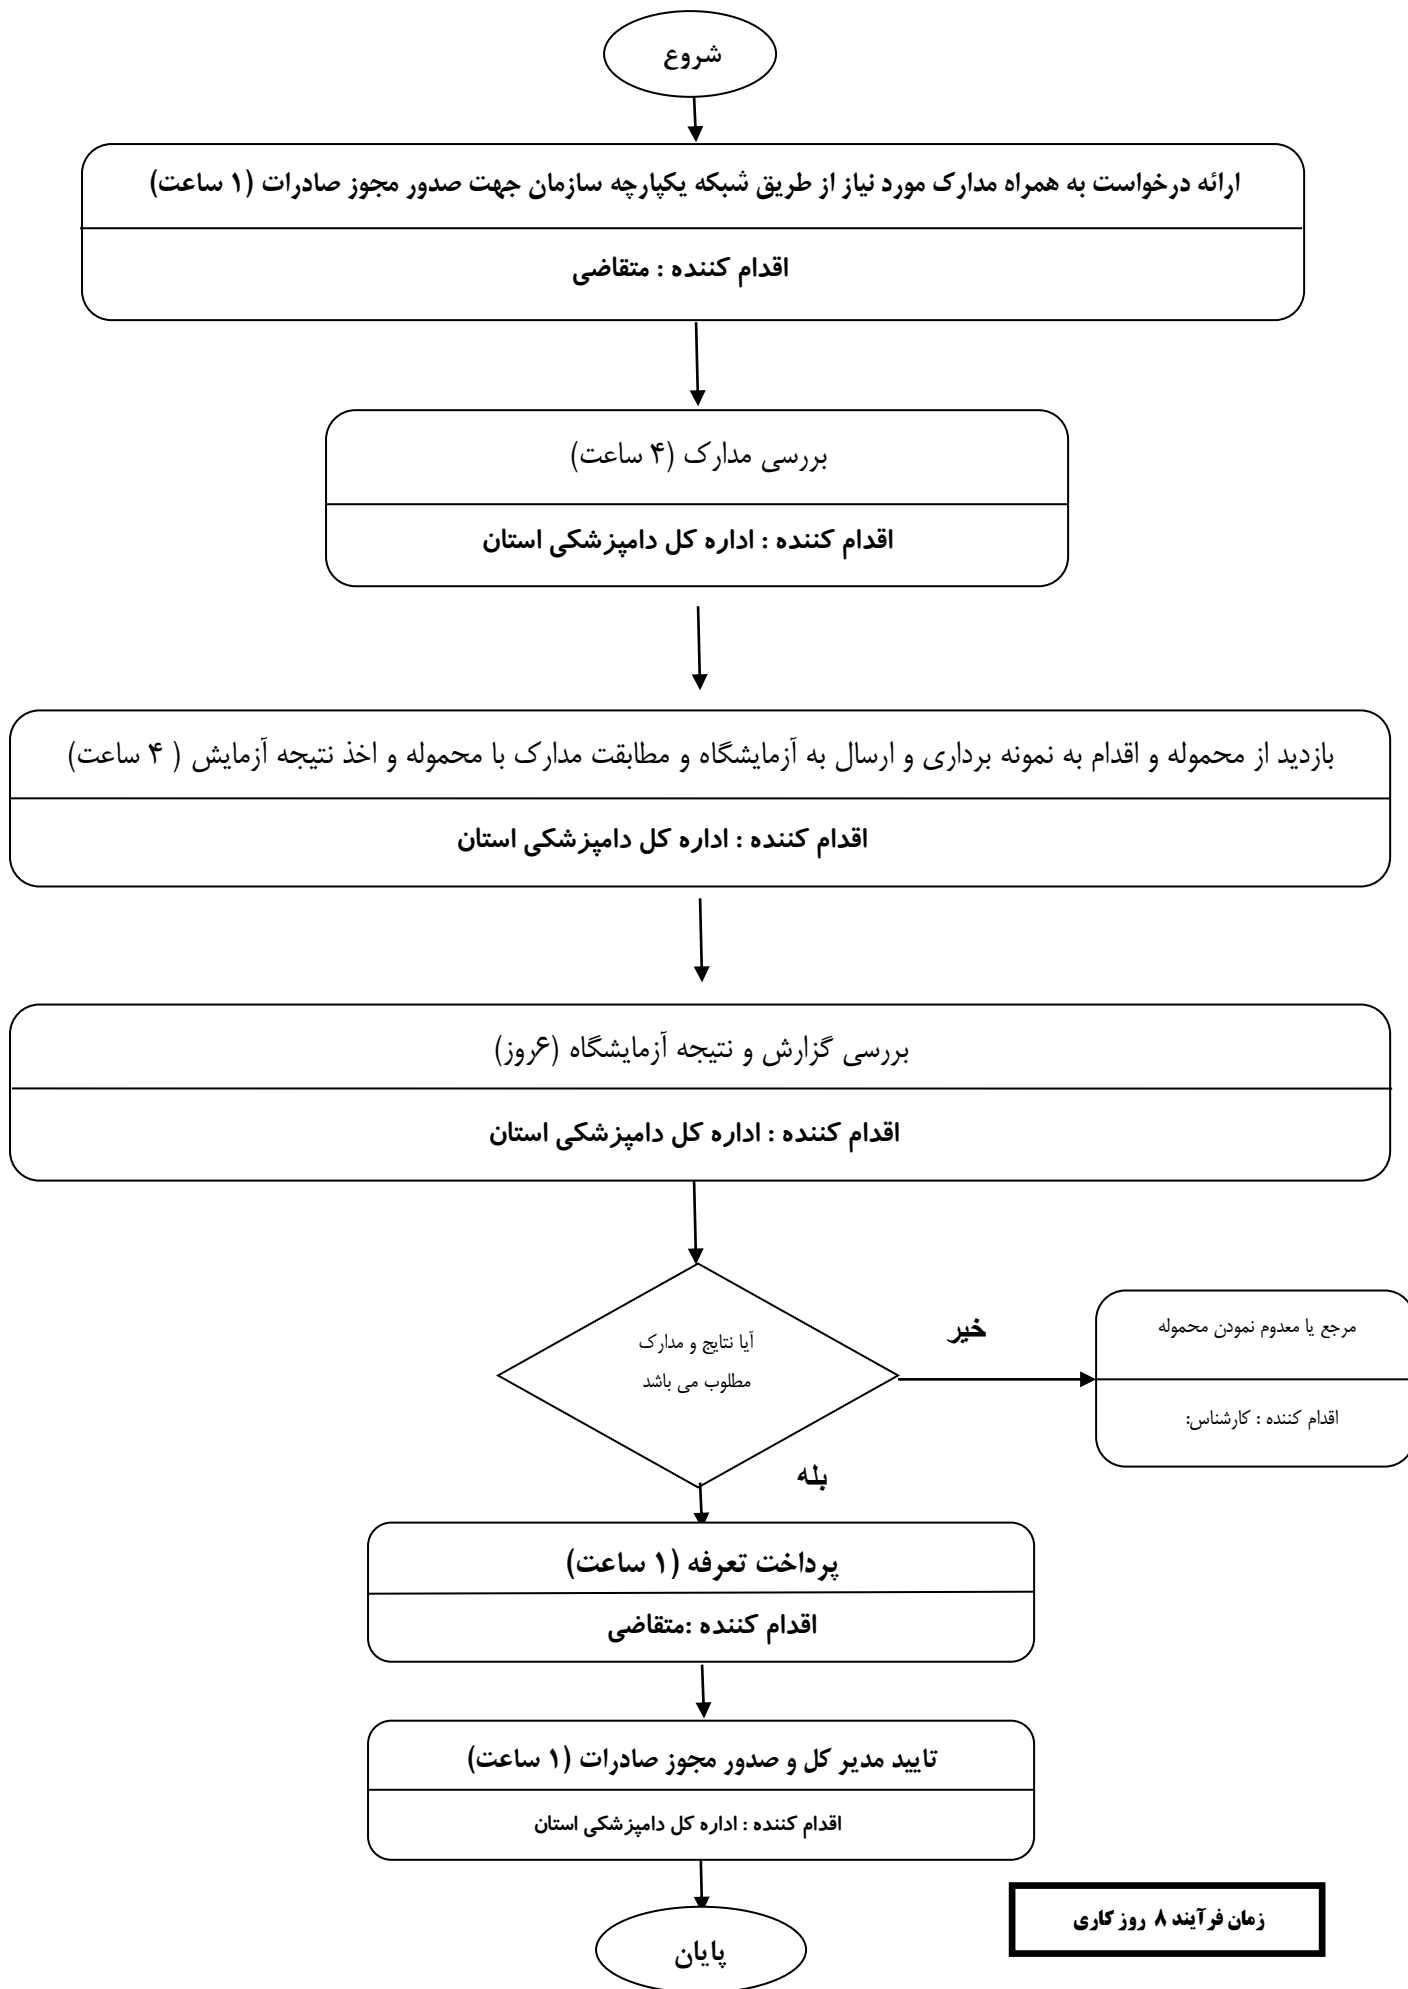 شروع
ارائه درخواست به همراه مدارک مورد نیاز از طریق شبکه یکپارچه سازمان جهت صدور مجوز صادرات (۱ ساعت)
اقدام کننده : متقاضی
بررسی مدارک (۴ ساعت)
اقدام کننده : اداره کل دامپزشکی استان
بازدید از محموله و اقدام به نمونه برداری و ارسال به آزمایشگاه و مطابقت مدارک با محموله و اخذ نتیجه آزمایش ( ۴ ساعت)
اقدام کننده : اداره کل دامپزشکی استان
بررسی گزارش و نتیجه آزمایشگاه (۶روز)
اقدام کننده : اداره کل دامپزشکی استان
آیا نتایج و مدارک
مطلوب می باشد
خیر
مرجع یا معدوم نمودن محموله
اقدام کننده : کارشناس:
بله
پرداخت تعرفه (۱ ساعت)
اقدام کننده :متقاضی
تایید مدیر کل و صدور مجوز صادرات (۱ ساعت)
اقدام کننده : اداره کل دامپزشکی استان
زمان فرآیند ۸ روز کاری
پایان